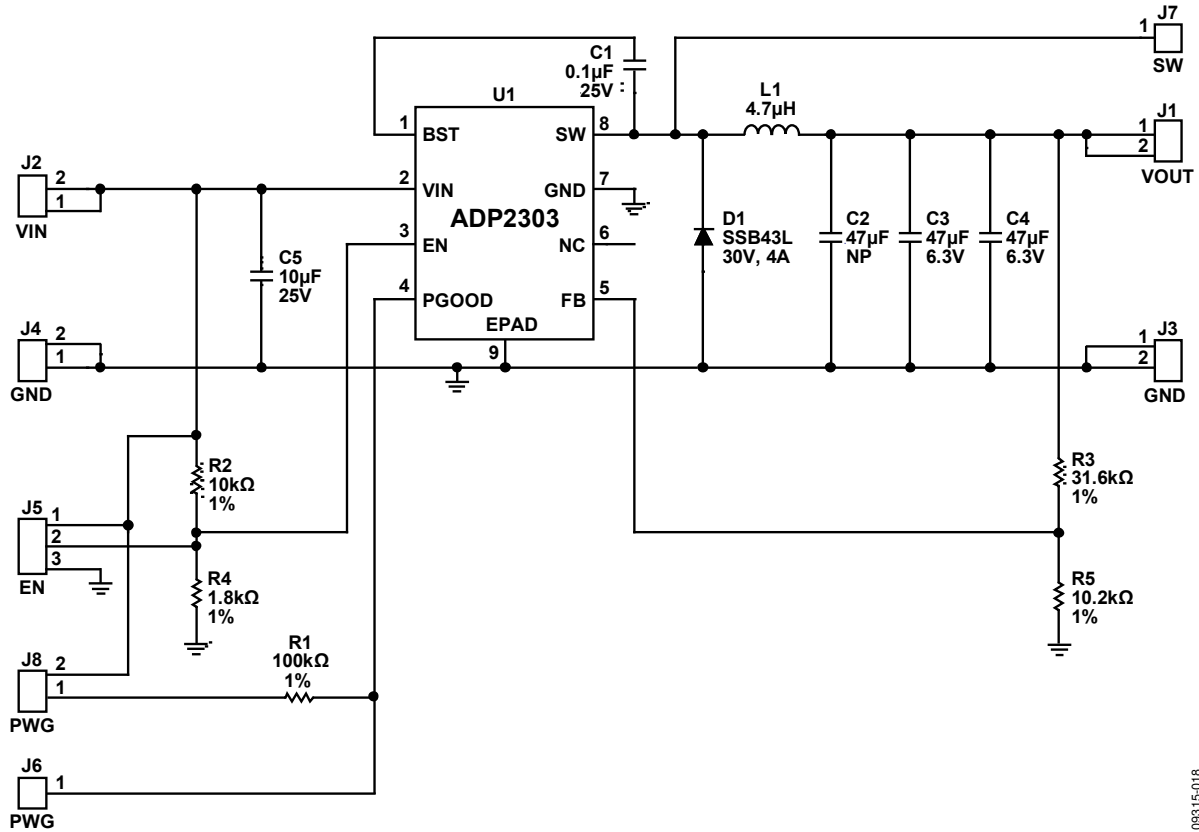 J7
1
SW
C1
0.1µF
25V
U1
L1
4.7µH
1
BST
SW
8
J1
1
2
VOUT
J2
2
1
VIN
2
VIN
GND
7
ADP2303
3
EN
NC
6
4
PGOOD
FB
5
EPAD
9
C5
10µF
25V
D1
SSB43L
30V, 4A
C2
47µF
NP
C3
47µF
6.3V
C4
47µF
6.3V
J4
2
1
GND
J3
1
2
GND
R2
10kΩ
1%
R3
31.6kΩ
1%
J5
1
2
3
EN
R4
1.8kΩ
1%
R5
10.2kΩ
1%
R1
100kΩ
1%
J8
2
1
PWG
J6
1
PWG
09315-018